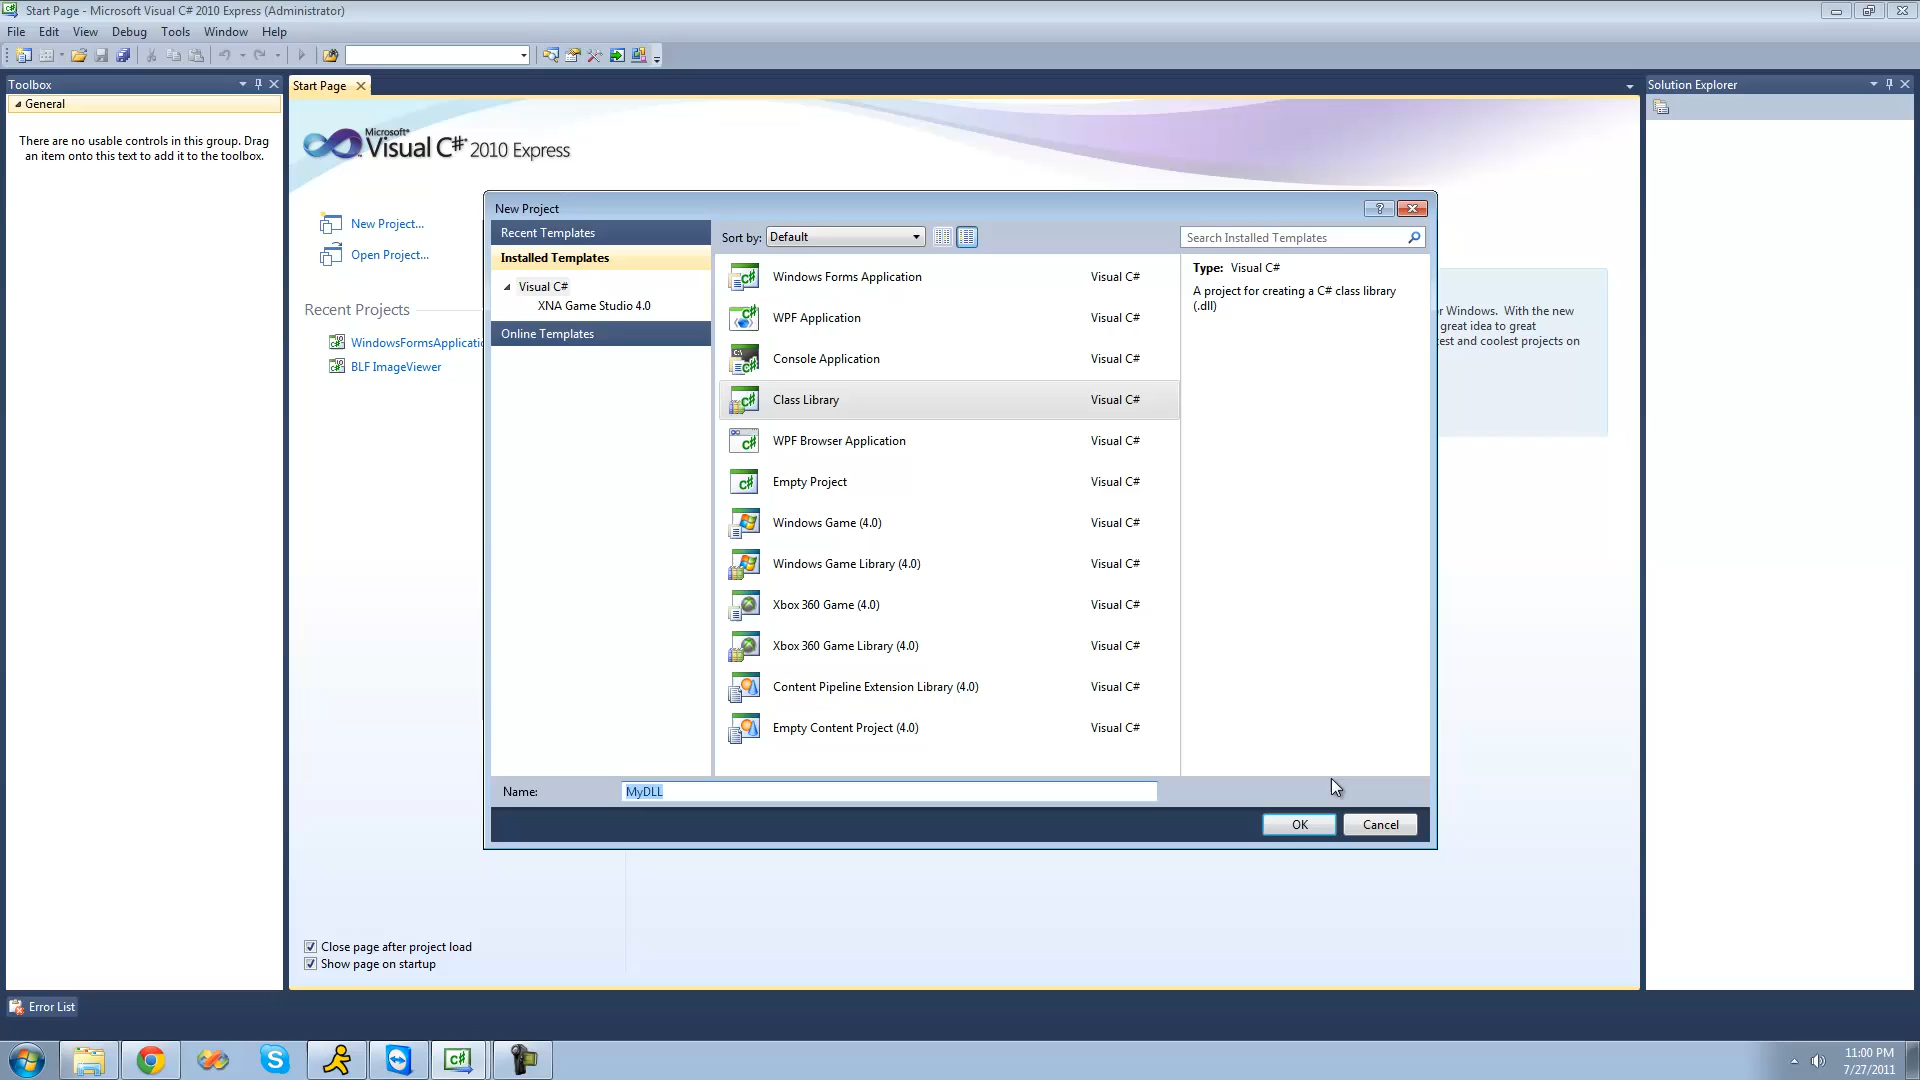 Start Page - Microsoft Visual C# 2010 Express (Administrator)
File Edit View Debug Tools Window Help
Toolbox
General
There are no usable controls in this group. Drag
an item onto this text to add it to the toolbox.
Start Page
Microsoft®
Visual C#® 2010 Express
New Project...
Open Project...
Recent Projects
WindowsFormsApplicatio
BLF ImageViewer
r Windows. With the new
great idea to great
est and coolest projects on
Close page after project load
Show page on startup
Solution Explorer
New Project
Recent Templates
Installed Templates
Visual C#
XNA Game Studio 4.0
Online Templates
Sort by: Default
Search Installed Templates
Windows Forms Application Visual C#
WPF Application Visual C#
Console Application Visual C#
Class Library Visual C#
WPF Browser Application Visual C#
Empty Project Visual C#
Windows Game (4.0) Visual C#
Windows Game Library (4.0) Visual C#
Xbox 360 Game (4.0) Visual C#
Xbox 360 Game Library (4.0) Visual C#
Content Pipeline Extension Library (4.0) Visual C#
Empty Content Project (4.0) Visual C#
Type: Visual C#
A project for creating a C# class library
(.dll)
Name: MyDLL
OK Cancel
Error List
11:00 PM
7/27/2011